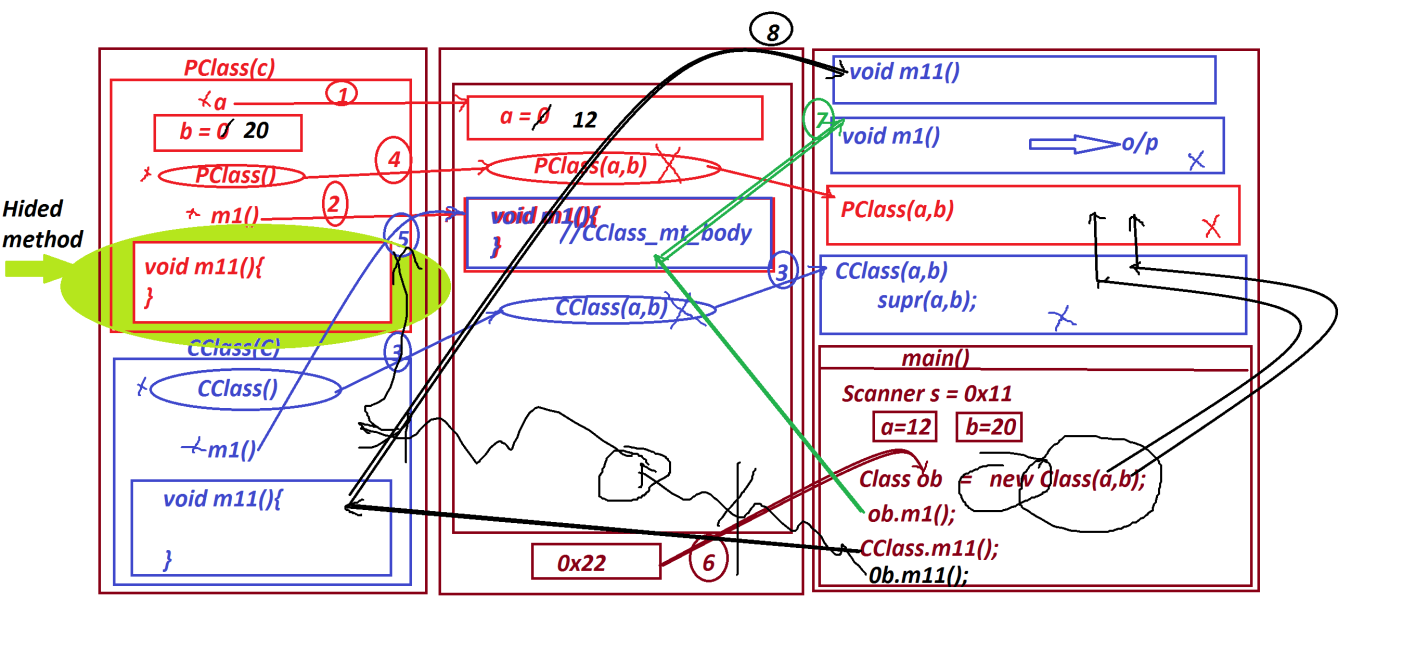 8
PClass(c)
a
1
b = 0 20
PClass()
4
m1()
2
5
Hided
method
void m11(){
}
CClass(C)
3
CClass()
m1()
void m11(){
}
a = 0 12
PClass(a,b)
void m1(){
//CClass_mt_body
}
3
CClass(a,b)
0x22
6
void m11()
7
void m1()
o/p
PClass(a,b)
CClass(a,b)
supr(a,b);
main()
Scanner s = 0x11
a=12 b=20
Class ob = new Class(a,b);
ob.m1();
CClass.m11();
0b.m11();